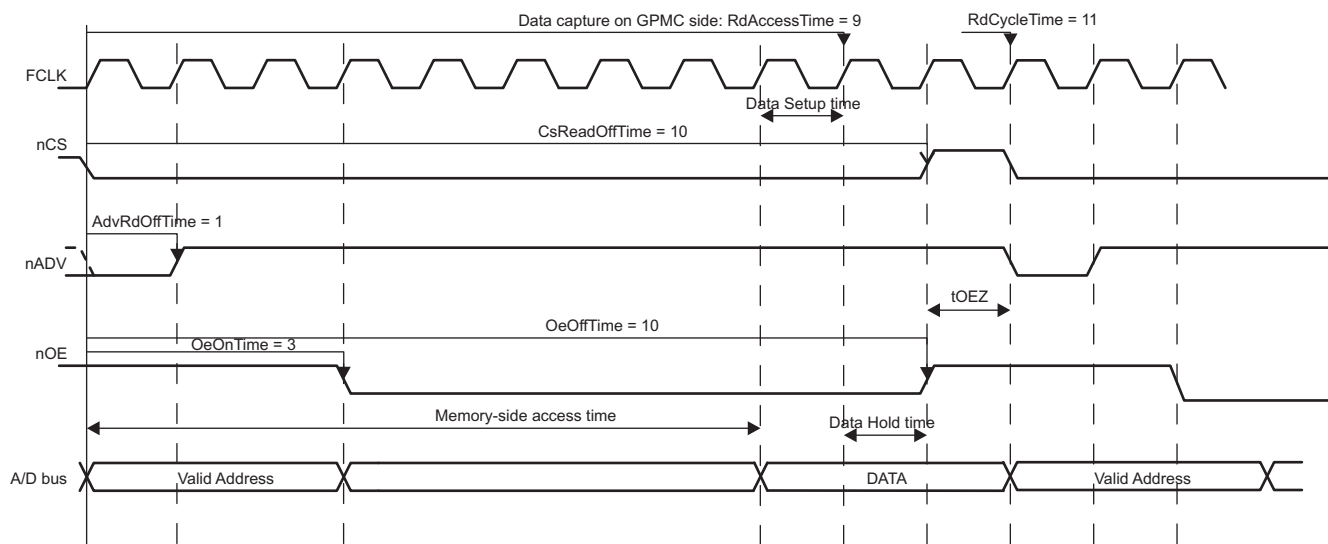 Data capture on GPMC side: RdAccessTime = 9
RdCycleTime = 11
FCLK
Data Setup time
CsReadOffTime = 10
nCS
AdvRdOffTime = 1
nADV
tOEZ
OeOffTime = 10
OeOnTime = 3
nOE
Memory-side access time
Data Hold time
A/D bus
Valid Address
DATA
Valid Address